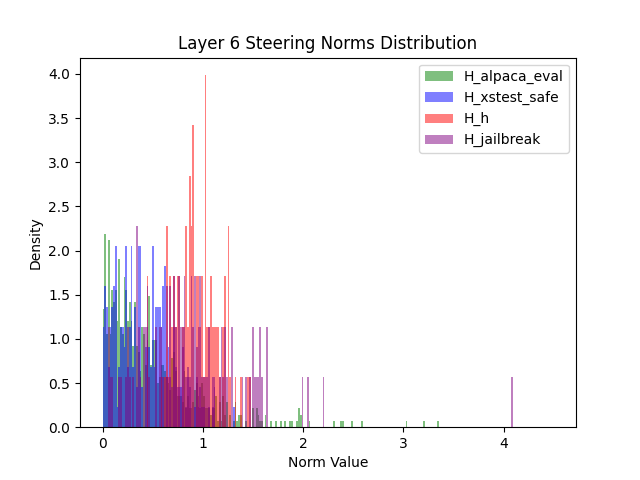 Layer 6 Steering Norms Distribution
H_alpaca_eval
H_xstest_safe
H_h
H_jailbreak
Density
4.0
3.5
3.0
2.5
2.0
1.5
1.0
0.5
0.0
0 1 2 3 4
Norm Value